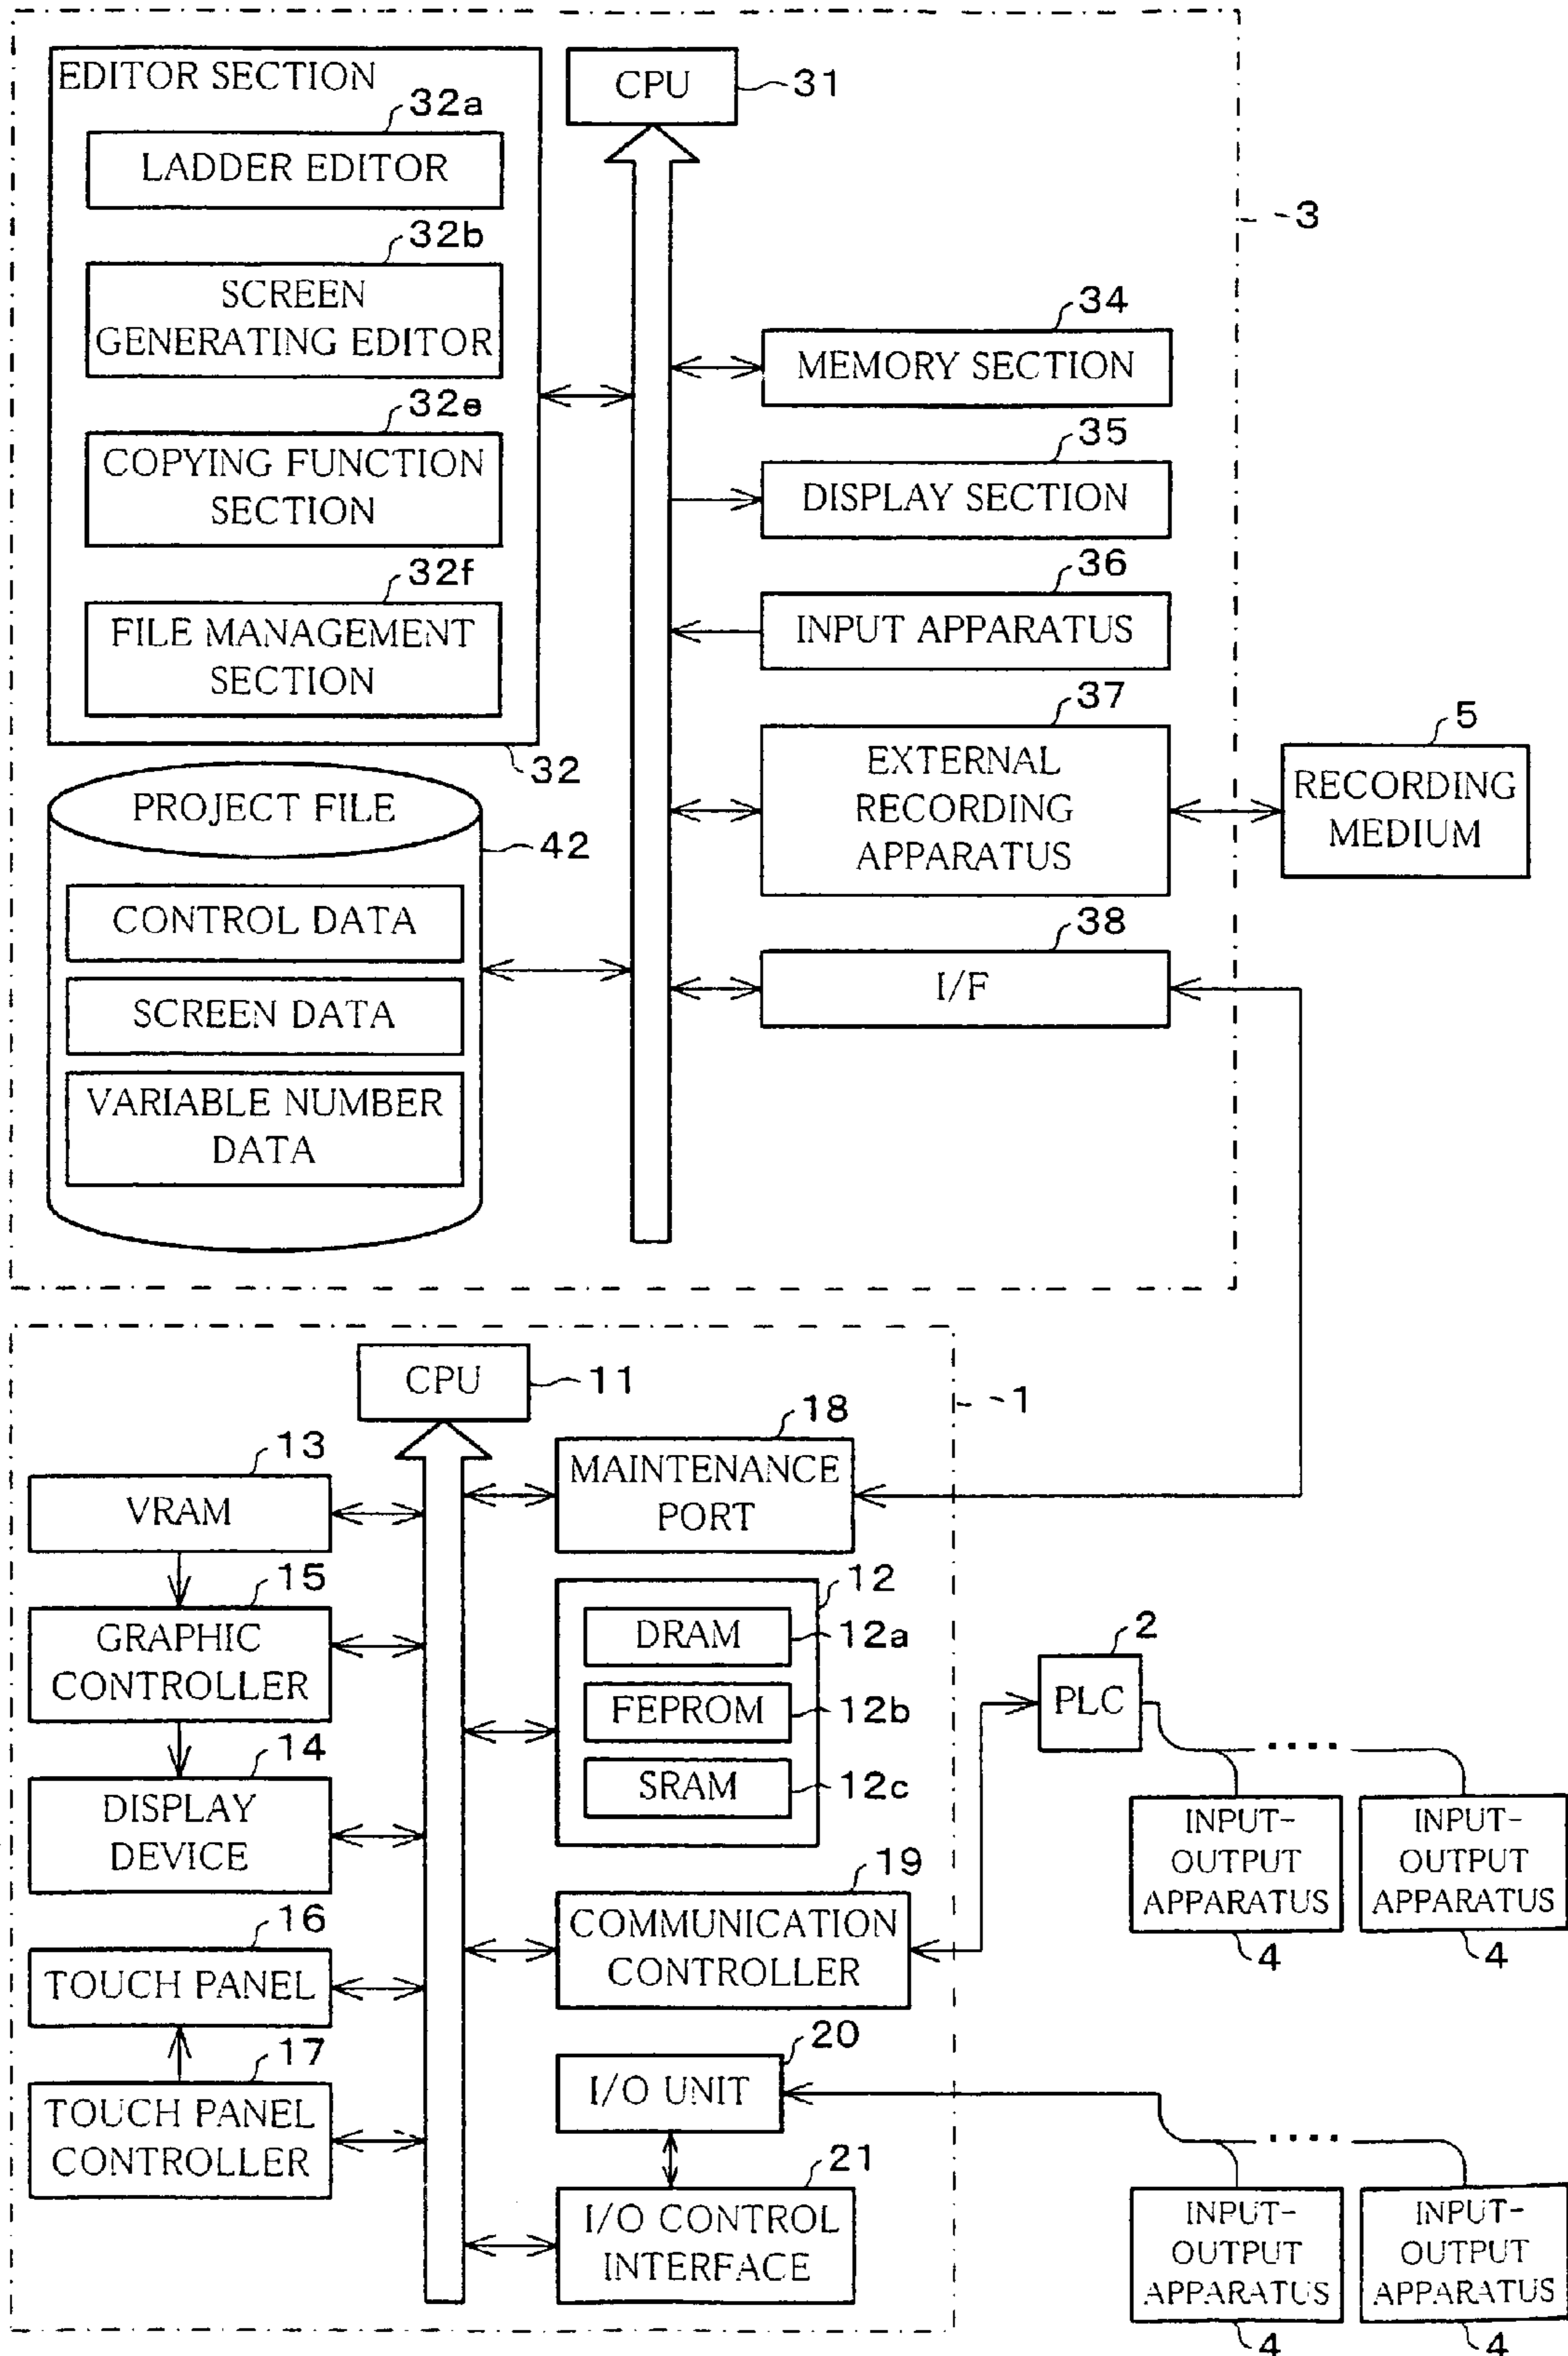 EDITOR SECTION
32a
LADDER EDITOR
32b
SCREEN
GENERATING EDITOR
32e
COPYING FUNCTION
SECTION
32f
FILE MANAGEMENT
SECTION
32
PROJECT FILE
42
CONTROL DATA
SCREEN DATA
VARIABLE NUMBER
DATA
CPU
31
3
34
MEMORY SECTION
35
DISPLAY SECTION
36
INPUT APPARATUS
37
EXTERNAL
RECORDING
APPARATUS
5
RECORDING
MEDIUM
38
I/F
CPU
11
1
13
VRAM
15
GRAPHIC
CONTROLLER
14
DISPLAY
DEVICE
16
TOUCH PANEL
17
TOUCH PANEL
CONTROLLER
18
MAINTENANCE
PORT
12
DRAM
12a
FEPROM
12b
SRAM
12c
19
COMMUNICATION
CONTROLLER
20
I/O UNIT
21
I/O CONTROL
INTERFACE
2
PLC
....
INPUT-
OUTPUT
APPARATUS
4
INPUT-
OUTPUT
APPARATUS
4
....
INPUT-
OUTPUT
APPARATUS
4
INPUT-
OUTPUT
APPARATUS
4